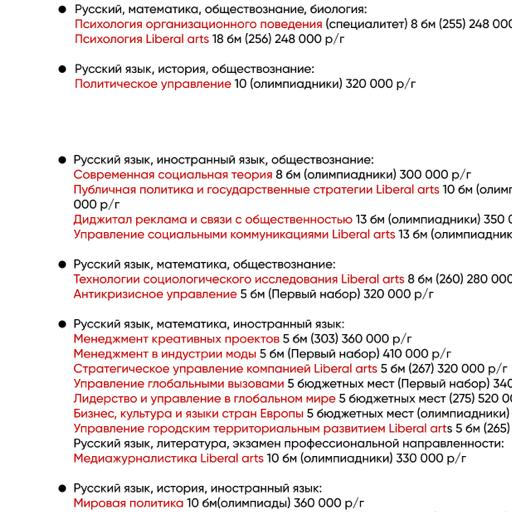 ● Русский, математика, обществознание, биология:
Психология организационного поведения (специалитет) 8 бм (255) 248 000
Психология Liberal arts 18 бм (256) 248 000 р/г
● Русский язык, история, обществознание:
Политическое управление 10 (олимпиадники) 320 000 р/г
● Русский язык, иностранный язык, обществознание:
Современная социальная теория 8 бм (олимпиадники) 300 000 р/г
Публичная политика и государственные стратегии Liberal arts 10 бм (олимп
000 р/г
Диджитал реклама и связи с общественностью 13 бм (олимпиадники) 350 0
Управление социальными коммуникациями Liberal arts 13 бм (олимпиадник
● Русский язык, математика, обществознание:
Технологии социологического исследования Liberal arts 8 бм (260) 280 000
Антикризисное управление 5 бм (Первый набор) 320 000 р/г
● Русский язык, математика, иностранный язык:
Менеджмент креативных проектов 5 бм (303) 360 000 р/г
Менеджмент в индустрии моды 5 бм (Первый набор) 410 000 р/г
Стратегическое управление компанией Liberal arts 5 бм (267) 320 000 р/г
Управление глобальными вызовами 5 бюджетных мест (Первый набор) 340
Лидерство и управление в глобальном мире 5 бюджетных мест (275) 520 00
Бизнес, культура и языки стран Европы 5 бюджетных мест (олимпиадники)
Управление городским территориальным развитием Liberal arts 5 бм (265)
Русский язык, литература, экзамен профессиональной направленности:
Медиажурналистика Liberal arts 10 бм (олимпиадники) 330 000 р/г
● Русский язык, история, иностранный язык:
Мировая политика 10 бм(олимпиады) 360 000 р/г